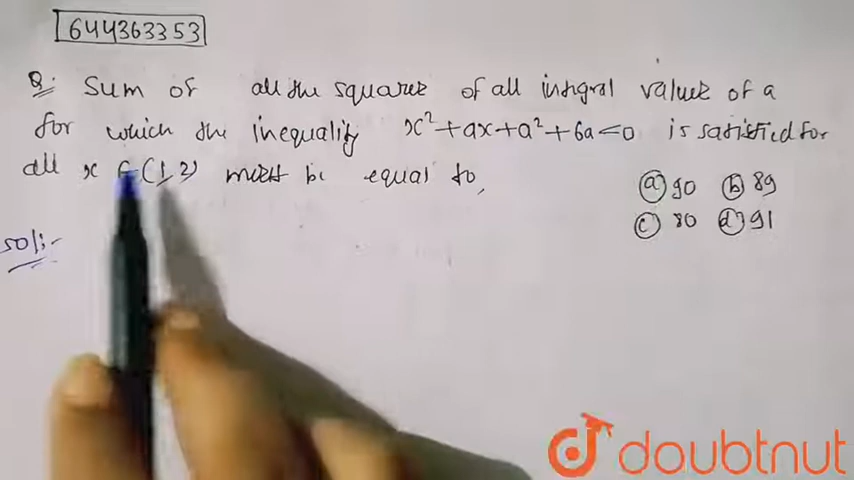 644363353
Q: Sum of all the squares of all integral values of a
for which the inequality x²+ax+a²+6a<0 is satisfied for
all x ∈ (1,2) must be equal to,
(a) 90 (b) 89
(c) 80 (d) 91
Sol:-
doubtnut